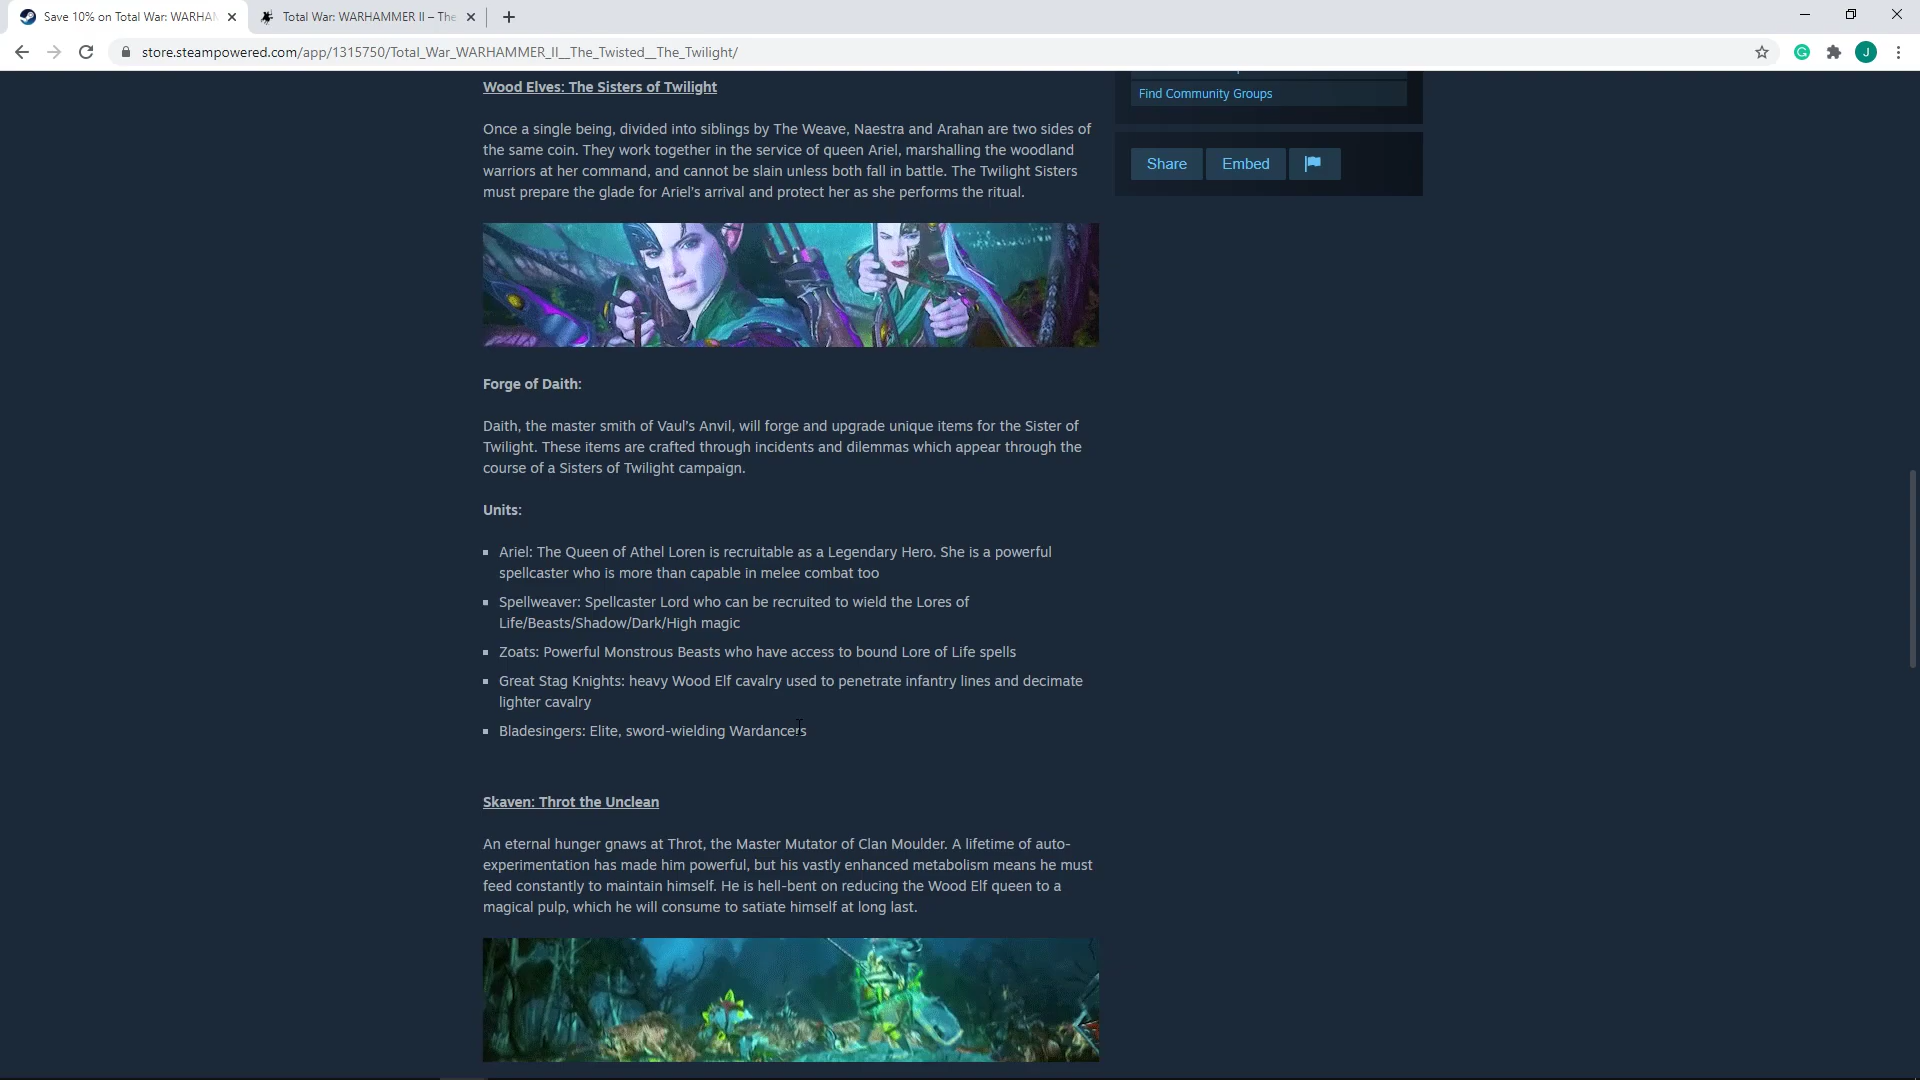 Save 10% on Total War: WARHAM
Total War: WARHAMMER II – The
store.steampowered.com/app/1315750/Total_War_WARHAMMER_II__The_Twisted__The_Twilight/
J
Wood Elves: The Sisters of Twilight
Find Community Groups
Once a single being, divided into siblings by The Weave, Naestra and Arahan are two sides of
the same coin. They work together in the service of queen Ariel, marshalling the woodland
warriors at her command, and cannot be slain unless both fall in battle. The Twilight Sisters
must prepare the glade for Ariel's arrival and protect her as she performs the ritual.
Share
Embed
Forge of Daith:
Daith, the master smith of Vaul's Anvil, will forge and upgrade unique items for the Sister of
Twilight. These items are crafted through incidents and dilemmas which appear through the
course of a Sisters of Twilight campaign.
Units:
Ariel: The Queen of Athel Loren is recruitable as a Legendary Hero. She is a powerful
spellcaster who is more than capable in melee combat too
Spellweaver: Spellcaster Lord who can be recruited to wield the Lores of
Life/Beasts/Shadow/Dark/High magic
Zoats: Powerful Monstrous Beasts who have access to bound Lore of Life spells
Great Stag Knights: heavy Wood Elf cavalry used to penetrate infantry lines and decimate
lighter cavalry
Bladesingers: Elite, sword-wielding Wardancers
Skaven: Throt the Unclean
An eternal hunger gnaws at Throt, the Master Mutator of Clan Moulder. A lifetime of auto-
experimentation has made him powerful, but his vastly enhanced metabolism means he must
feed constantly to maintain himself. He is hell-bent on reducing the Wood Elf queen to a
magical pulp, which he will consume to satiate himself at long last.